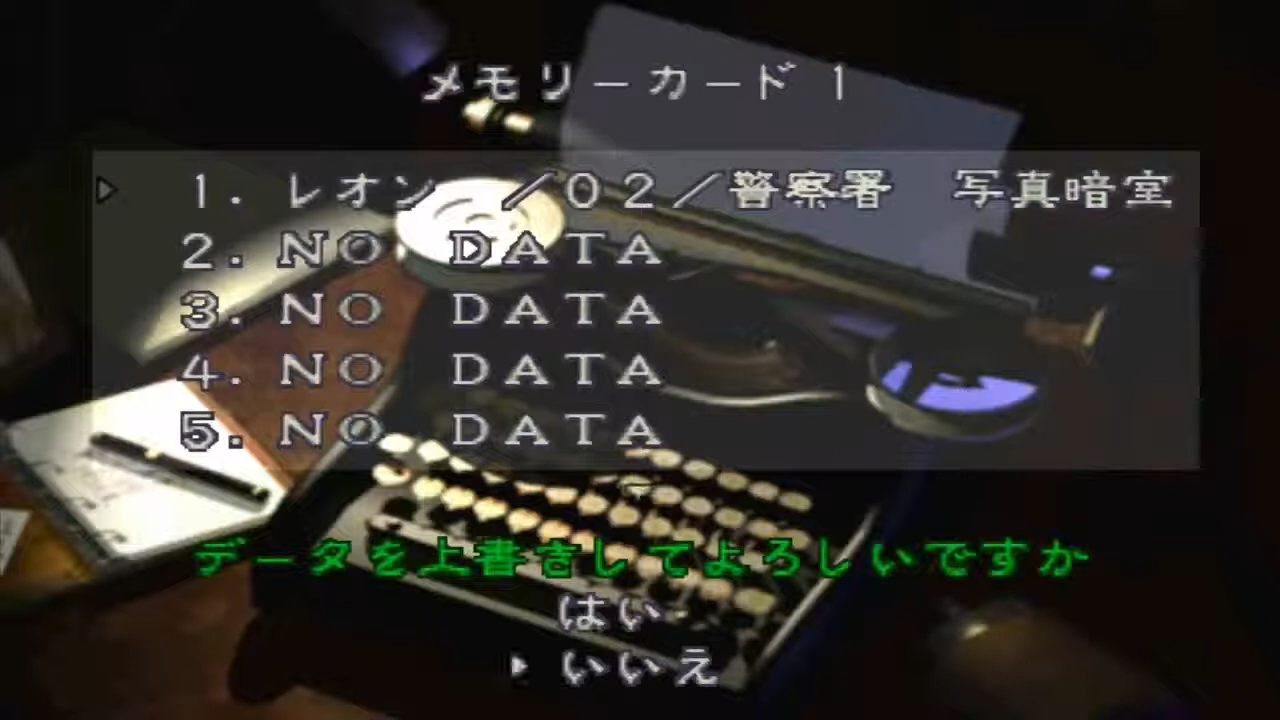 メモリーカード 1
1. レオン ／０２／警察署　写真暗室
2. NO DATA
3. NO DATA
4. NO DATA
5. NO DATA
データを上書きしてよろしいですか
はい
いいえ